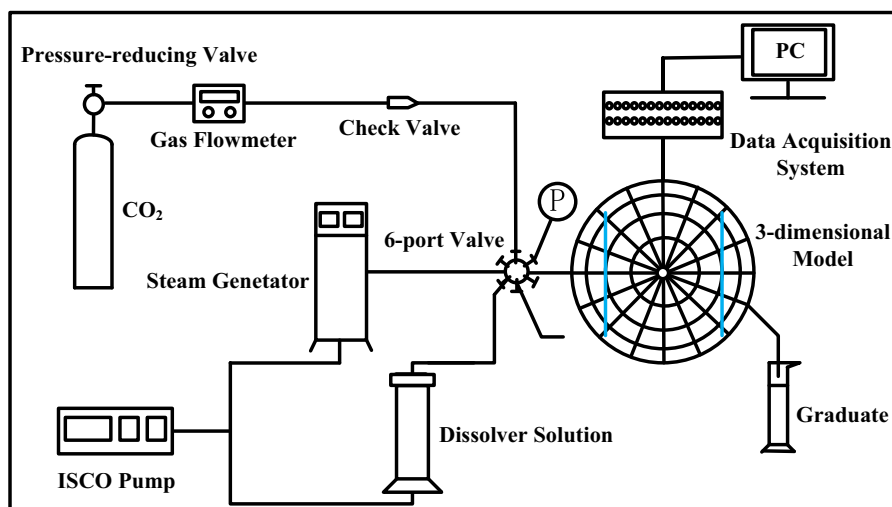 PC
Pressure-reducing Valve
Gas Flowmeter
Check Valve
Data Acquisition
System
CO₂
P
6-port Valve
3-dimensional
Model
Steam Genetator
Graduate
Dissolver Solution
ISCO Pump